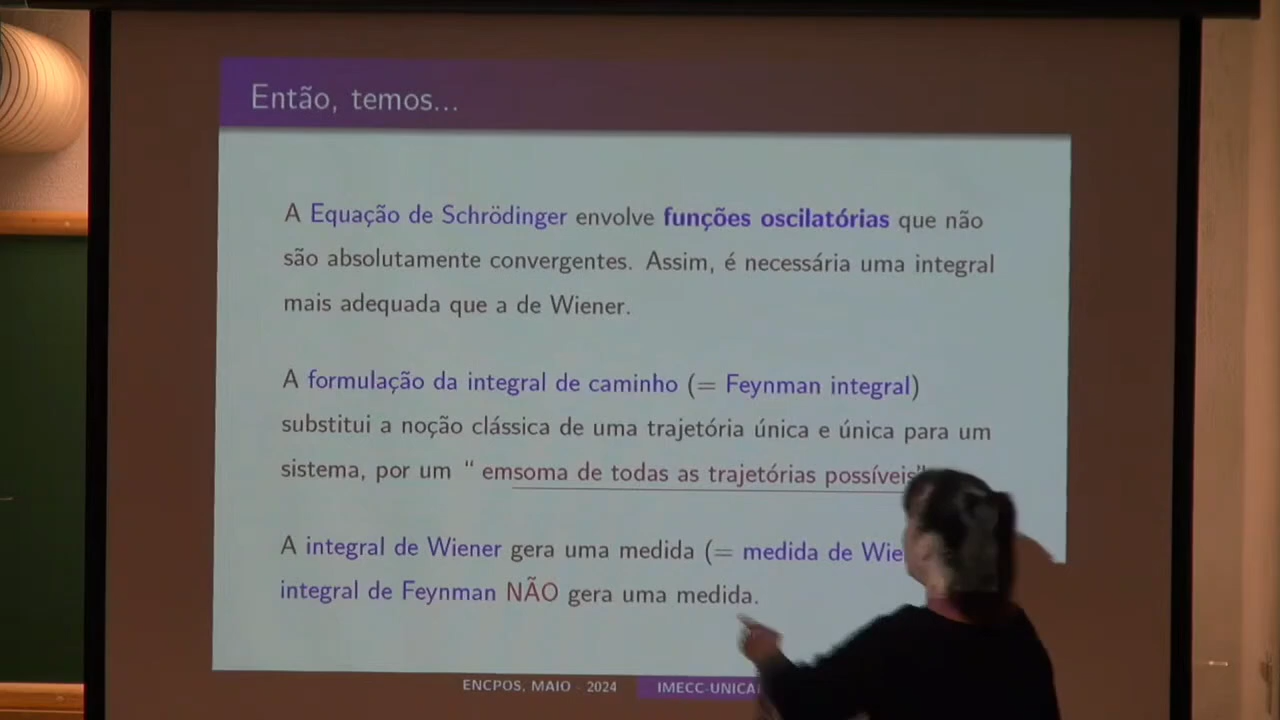 Então, temos...
A Equação de Schrödinger envolve funções oscilatórias que não
são absolutamente convergentes. Assim, é necessária uma integral
mais adequada que a de Wiener.
A formulação da integral de caminho (= Feynman integral)
substitui a noção clássica de uma trajetória única e única para um
sistema, por um “ emsoma de todas as trajetórias possíveis”
A integral de Wiener gera uma medida (= medida de Wie
integral de Feynman NÃO gera uma medida.
ENCPOS, MAIO - 2024 IMECC-UNICA